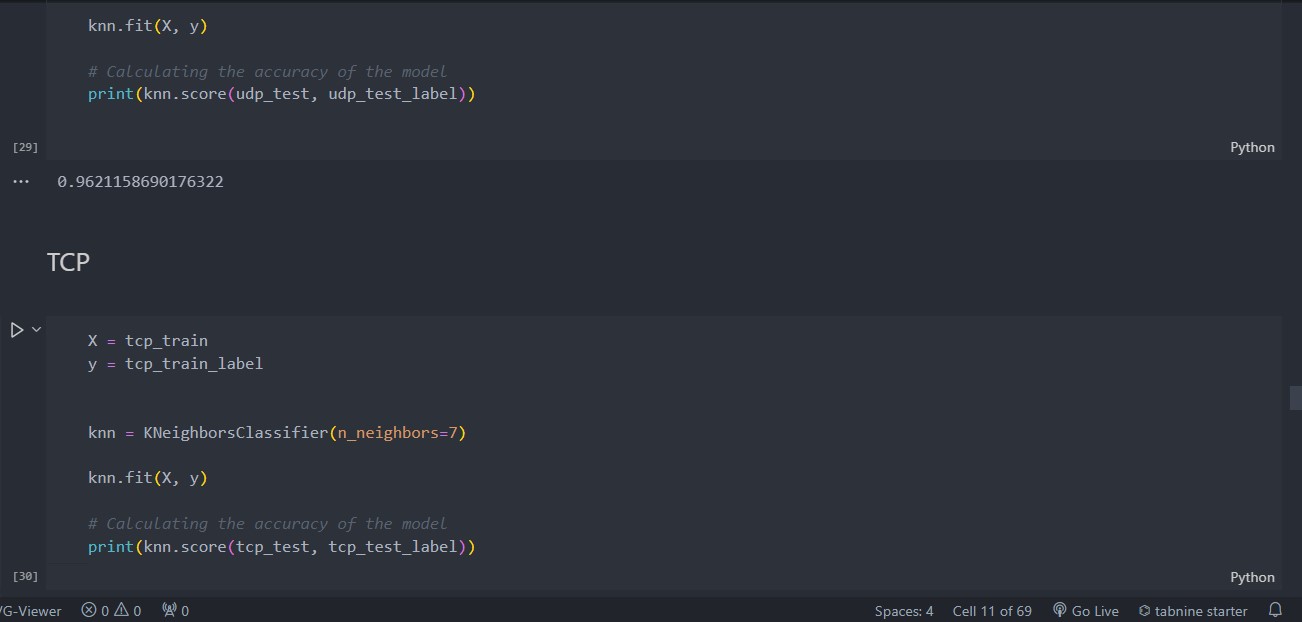 knn.fit(X, y)
# Calculating the accuracy of the model
print(knn.score(udp_test, udp_test_label))
[29]
Python
... 0.9621158690176322
TCP
X = tcp_train
y = tcp_train_label
knn = KNeighborsClassifier(n_neighbors=7)
knn.fit(X, y)
# Calculating the accuracy of the model
print(knn.score(tcp_test, tcp_test_label))
[30]
Python
/G-Viewer 0 0 0 Spaces: 4 Cell 11 of 69 Go Live tabnine starter